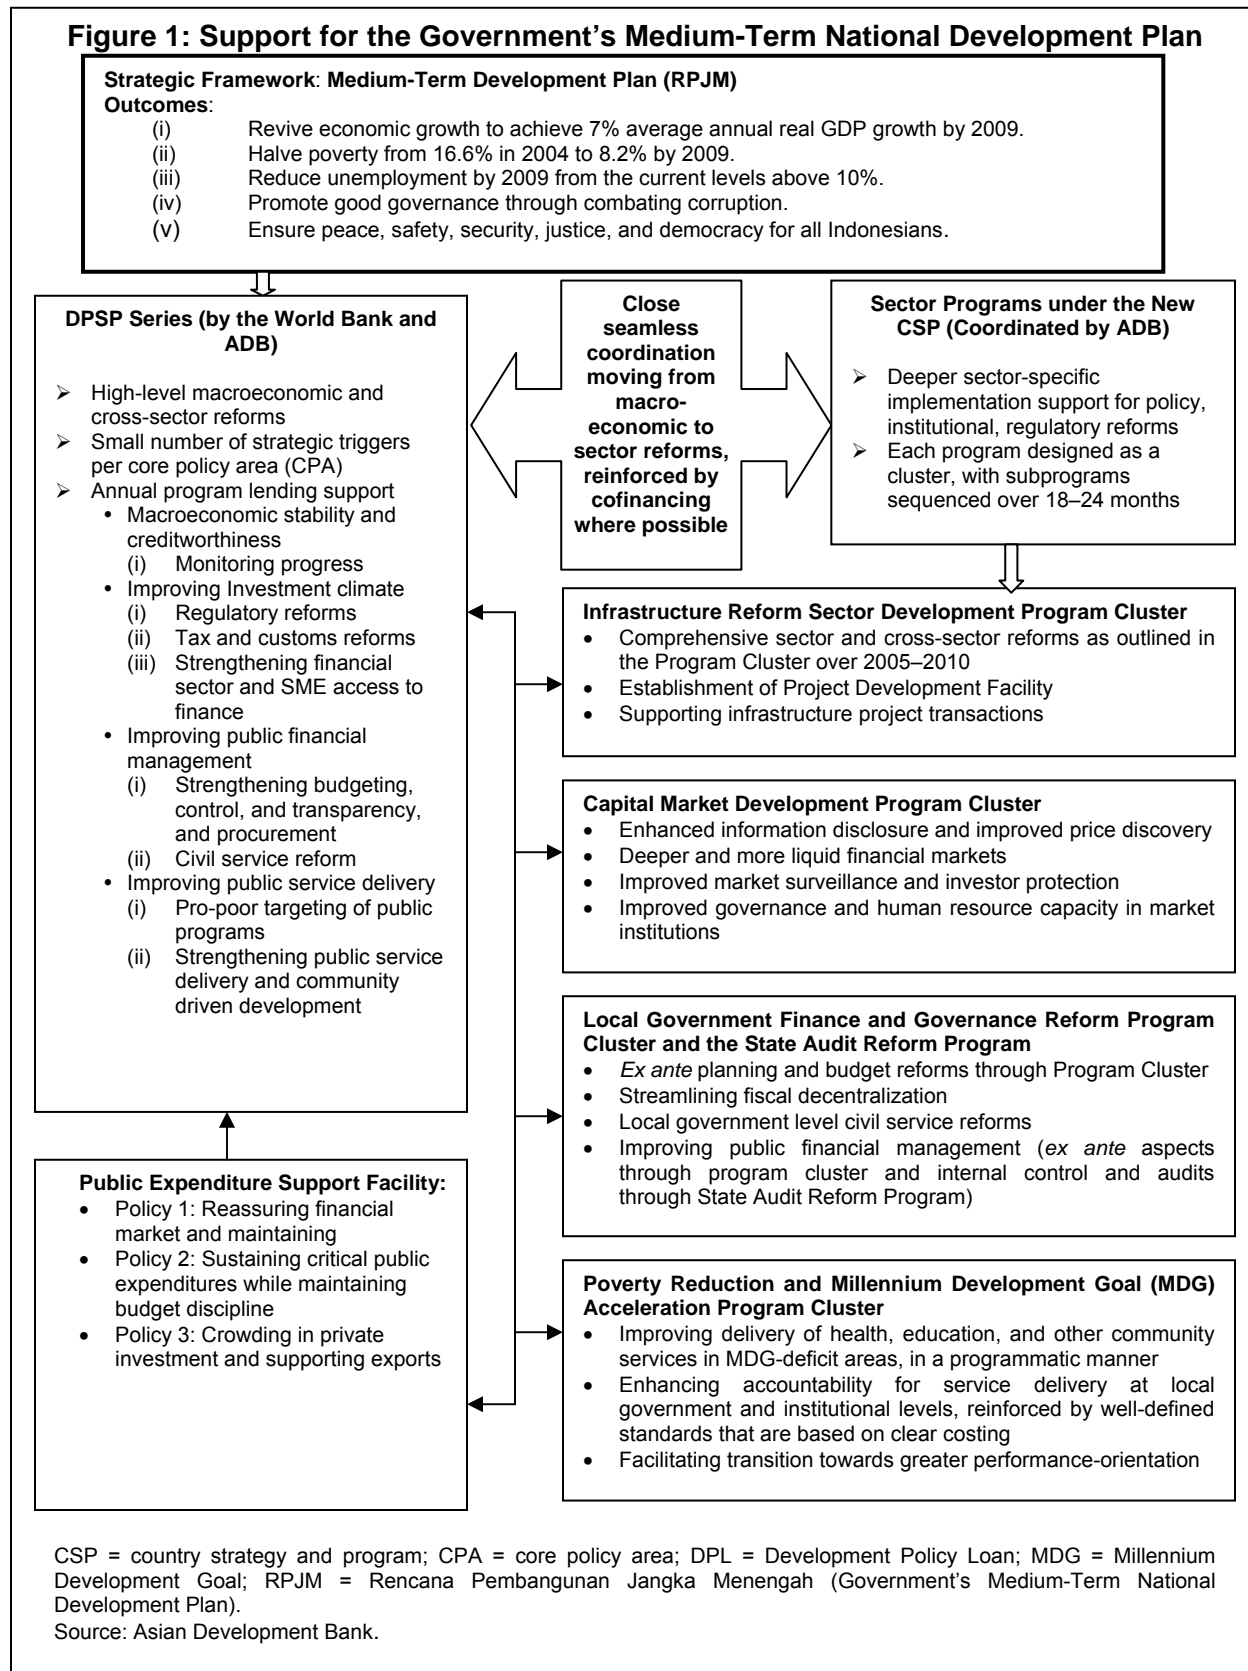 Figure 1: Support for the Government’s Medium-Term National Development Plan
Strategic Framework: Medium-Term Development Plan (RPJM)
Outcomes:
(i) Revive economic growth to achieve 7% average annual real GDP growth by 2009.
(ii) Halve poverty from 16.6% in 2004 to 8.2% by 2009.
(iii) Reduce unemployment by 2009 from the current levels above 10%.
(iv) Promote good governance through combating corruption.
(v) Ensure peace, safety, security, justice, and democracy for all Indonesians.
DPSP Series (by the World Bank and
ADB)
➢ High-level macroeconomic and
cross-sector reforms
➢ Small number of strategic triggers
per core policy area (CPA)
➢ Annual program lending support
• Macroeconomic stability and
creditworthiness
(i) Monitoring progress
• Improving Investment climate
(i) Regulatory reforms
(ii) Tax and customs reforms
(iii) Strengthening financial
sector and SME access to
finance
• Improving public financial
management
(i) Strengthening budgeting,
control, and transparency,
and procurement
(ii) Civil service reform
• Improving public service delivery
(i) Pro-poor targeting of public
programs
(ii) Strengthening public service
delivery and community
driven development
Close
seamless
coordination
moving from
macro-
economic to
sector reforms,
reinforced by
cofinancing
where possible
Sector Programs under the New
CSP (Coordinated by ADB)
➢ Deeper sector-specific
implementation support for policy,
institutional, regulatory reforms
➢ Each program designed as a
cluster, with subprograms
sequenced over 18–24 months
Infrastructure Reform Sector Development Program Cluster
• Comprehensive sector and cross-sector reforms as outlined in
the Program Cluster over 2005–2010
• Establishment of Project Development Facility
• Supporting infrastructure project transactions
Capital Market Development Program Cluster
• Enhanced information disclosure and improved price discovery
• Deeper and more liquid financial markets
• Improved market surveillance and investor protection
• Improved governance and human resource capacity in market
institutions
Local Government Finance and Governance Reform Program
Cluster and the State Audit Reform Program
• Ex ante planning and budget reforms through Program Cluster
• Streamlining fiscal decentralization
• Local government level civil service reforms
• Improving public financial management (ex ante aspects
through program cluster and internal control and audits
through State Audit Reform Program)
Public Expenditure Support Facility:
• Policy 1: Reassuring financial
market and maintaining
• Policy 2: Sustaining critical public
expenditures while maintaining
budget discipline
• Policy 3: Crowding in private
investment and supporting exports
Poverty Reduction and Millennium Development Goal (MDG)
Acceleration Program Cluster
• Improving delivery of health, education, and other community
services in MDG-deficit areas, in a programmatic manner
• Enhancing accountability for service delivery at local
government and institutional levels, reinforced by well-defined
standards that are based on clear costing
• Facilitating transition towards greater performance-orientation
CSP = country strategy and program; CPA = core policy area; DPL = Development Policy Loan; MDG = Millennium
Development Goal; RPJM = Rencana Pembangunan Jangka Menengah (Government’s Medium-Term National
Development Plan).
Source: Asian Development Bank.